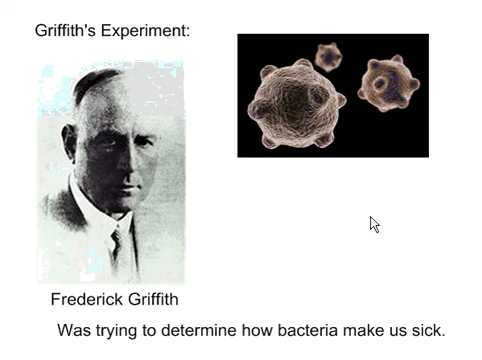 Griffith's Experiment:
Frederick Griffith
Was trying to determine how bacteria make us sick.